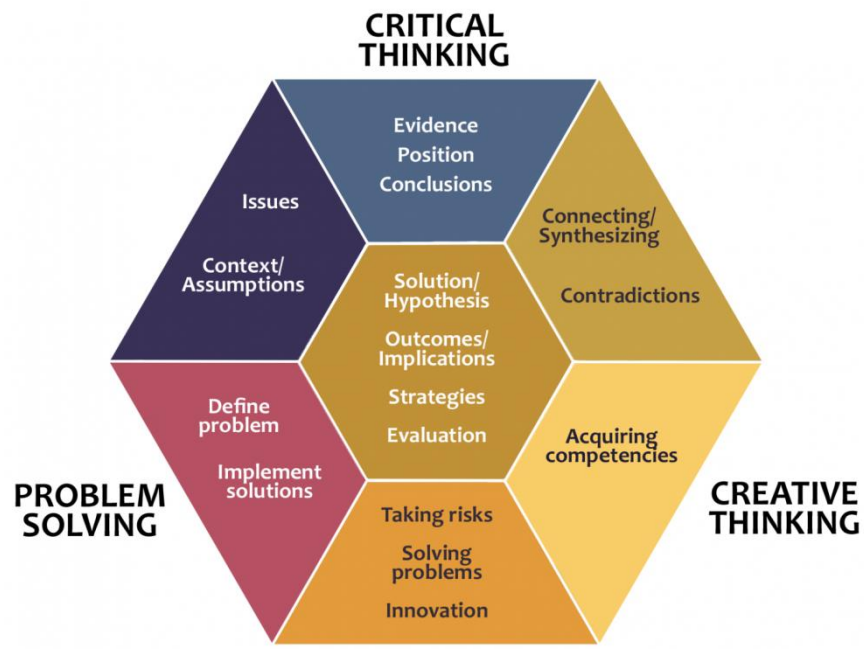 CRITICAL
THINKING
Evidence
Position
Conclusions
Issues
Context/
Assumptions
Connecting/
Synthesizing
Contradictions
Solution/
Hypothesis
Outcomes/
Implications
Strategies
Evaluation
Define
problem
Implement
solutions
Acquiring
competencies
PROBLEM
SOLVING
CREATIVE
THINKING
Taking risks
Solving
problems
Innovation